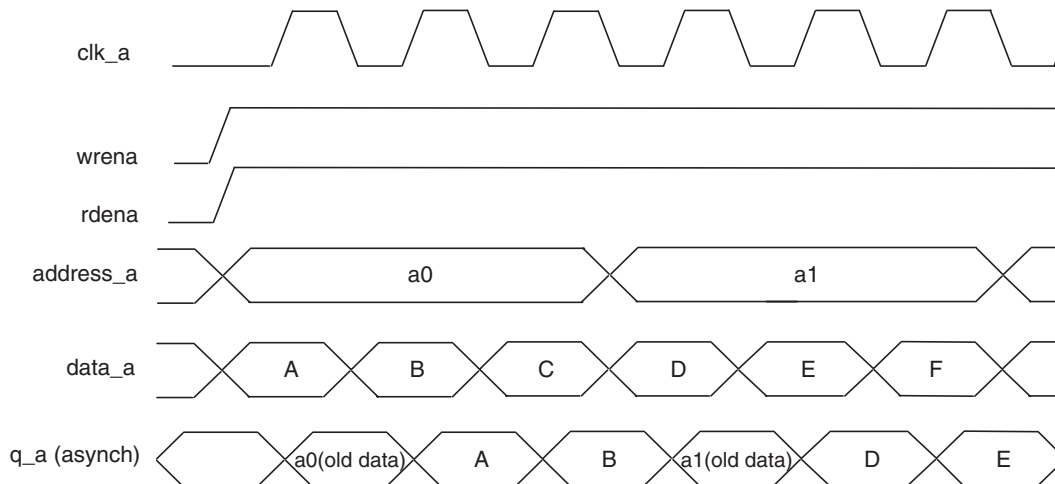 clk_a
wrena
rdena
address_a a0 a1
data_a A B C D E F
q_a (asynch) a0(old data) A B a1(old data) D E